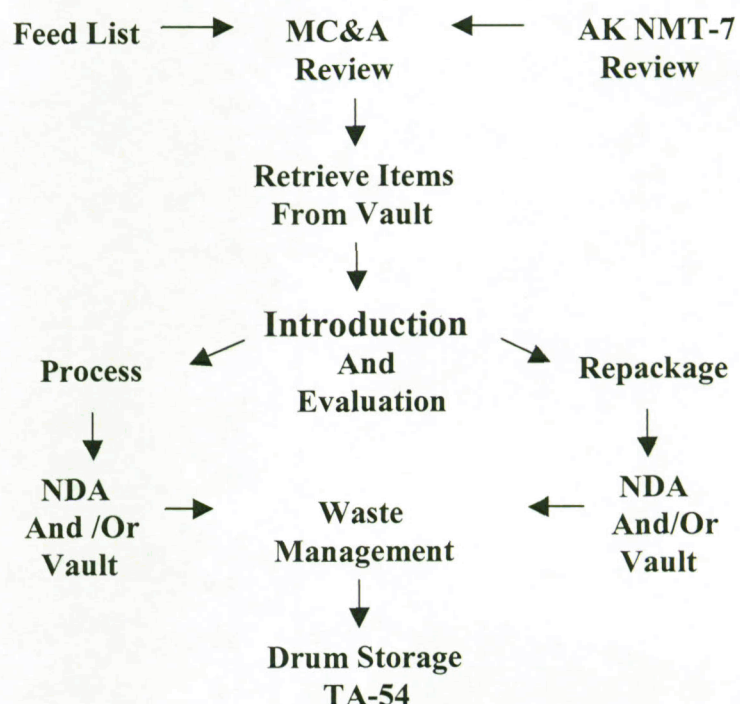 Feed List
MC&A
Review
AK NMT-7
Review
Retrieve Items
From Vault
Introduction
And
Evaluation
Process
Repackage
NDA
And /Or
Vault
Waste
Management
NDA
And/Or
Vault
Drum Storage
TA-54